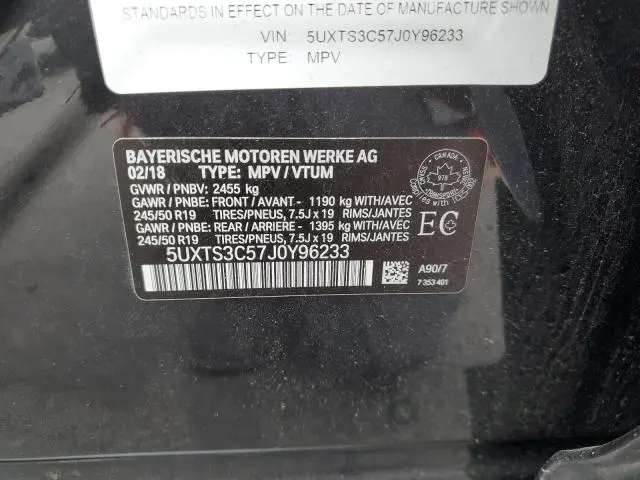 STANDARDS IN EFFECT ON THE DATE OF MANUFACTURE SHOWN
VIN: 5UXTS3C57J0Y96233
TYPE: MPV
BAYERISCHE MOTOREN WERKE AG
02/18 TYPE: MPV / VTUM
GVWR / PNBV: 2455 kg
GAWR / PNBE: FRONT / AVANT - 1190 kg WITH/AVEC
245/50 R19 TIRES/PNEUS, 7.5J x 19 RIMS/JANTES
GAWR / PNBE: REAR / ARRIERE - 1395 kg WITH/AVEC
245/50 R19 TIRES/PNEUS, 7.5J x 19 RIMS/JANTES
5UXTS3C57J0Y96233
CANADA
978
TRANSPORT
EC
A90/7
7 353 401